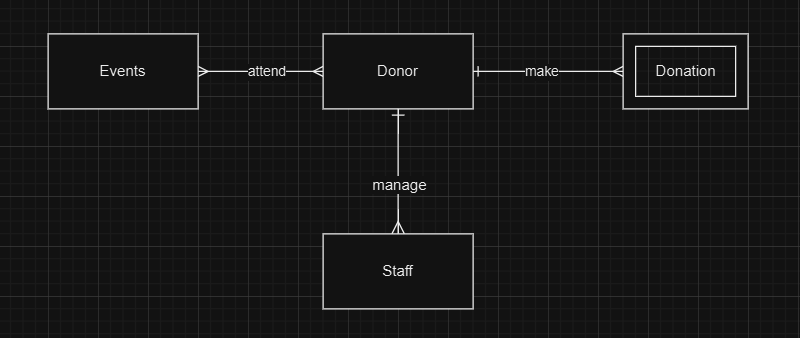 Events
attend
Donor
make
Donation
manage
Staff